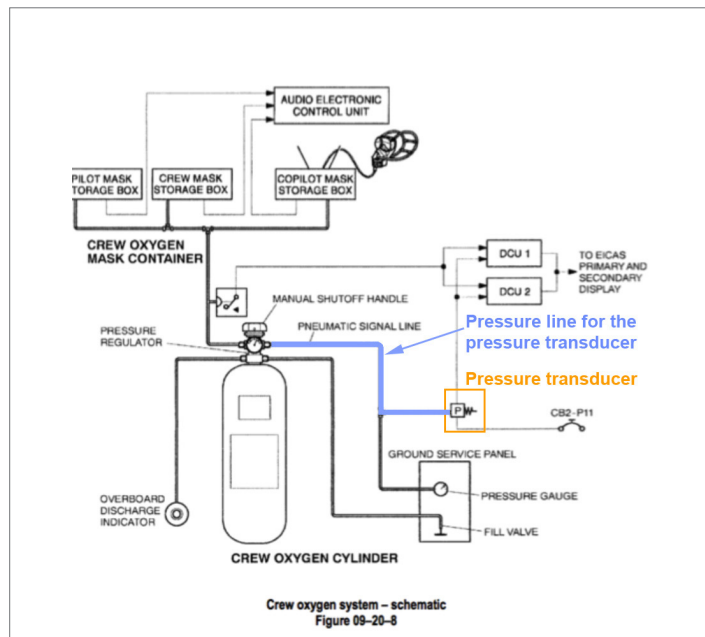 AUDIO ELECTRONIC
CONTROL UNIT
PILOT MASK
TORAGE BOX
CREW MASK
STORAGE BOX
COPILOT MASK
STORAGE BOX
CREW OXYGEN
MASK CONTAINER
DCU 1
DCU 2
TO EICAS
PRIMARY AND
SECONDARY
DISPLAY
MANUAL SHUTOFF HANDLE
PRESSURE
REGULATOR
PNEUMATIC SIGNAL LINE
Pressure line for the
pressure transducer
Pressure transducer
P
CB2-P11
GROUND SERVICE PANEL
PRESSURE GAUGE
FILL VALVE
OVERBOARD
DISCHARGE
INDICATOR
CREW OXYGEN CYLINDER
Crew oxygen system – schematic
Figure 09–20–8